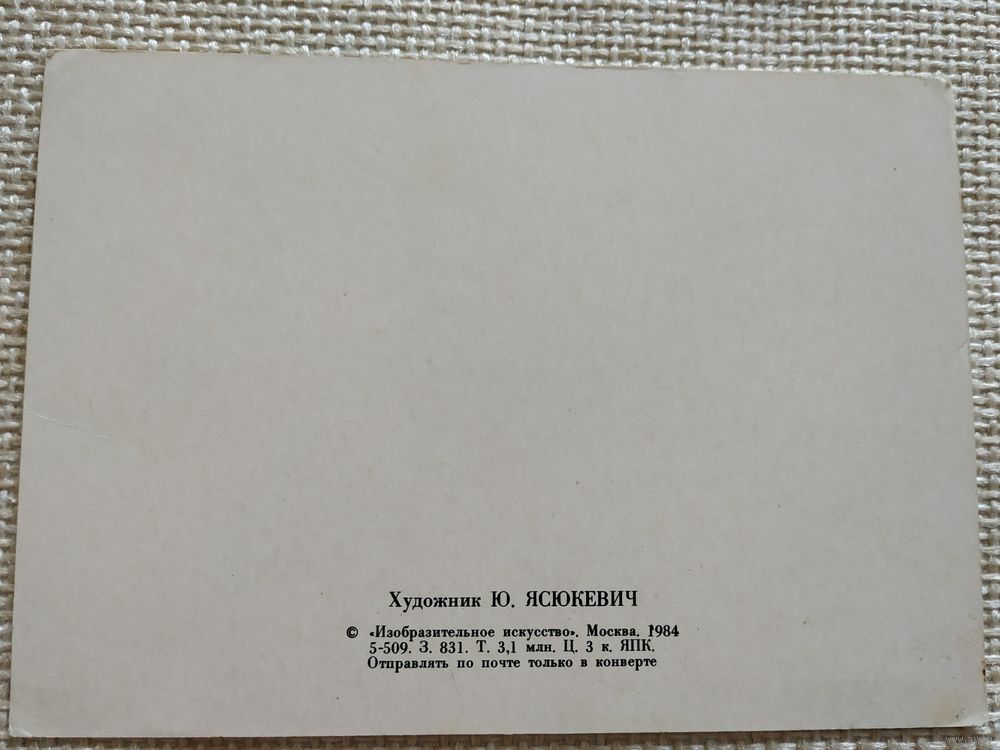 Художник Ю. ЯСЮКЕВИЧ
© «Изобразительное искусство». Москва. 1984
5-509. З. 831. Т. 3,1 млн. Ц. 3 к. ЯПК.
Отправлять по почте только в конверте